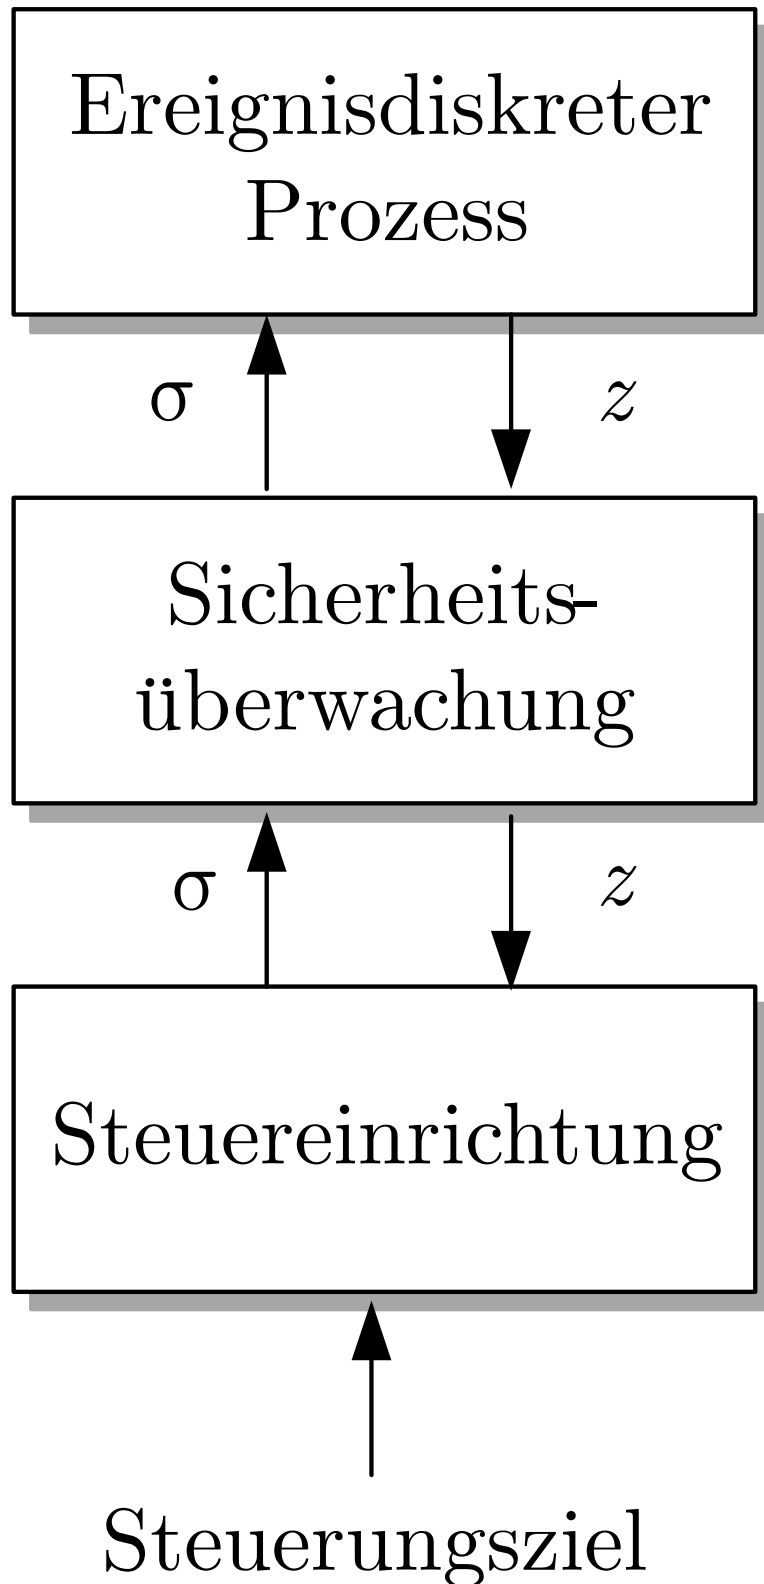 Ereignisdiskreter
Prozess
σ z
Sicherheits-
überwachung
σ z
Steuereinrichtung
Steuerungsziel